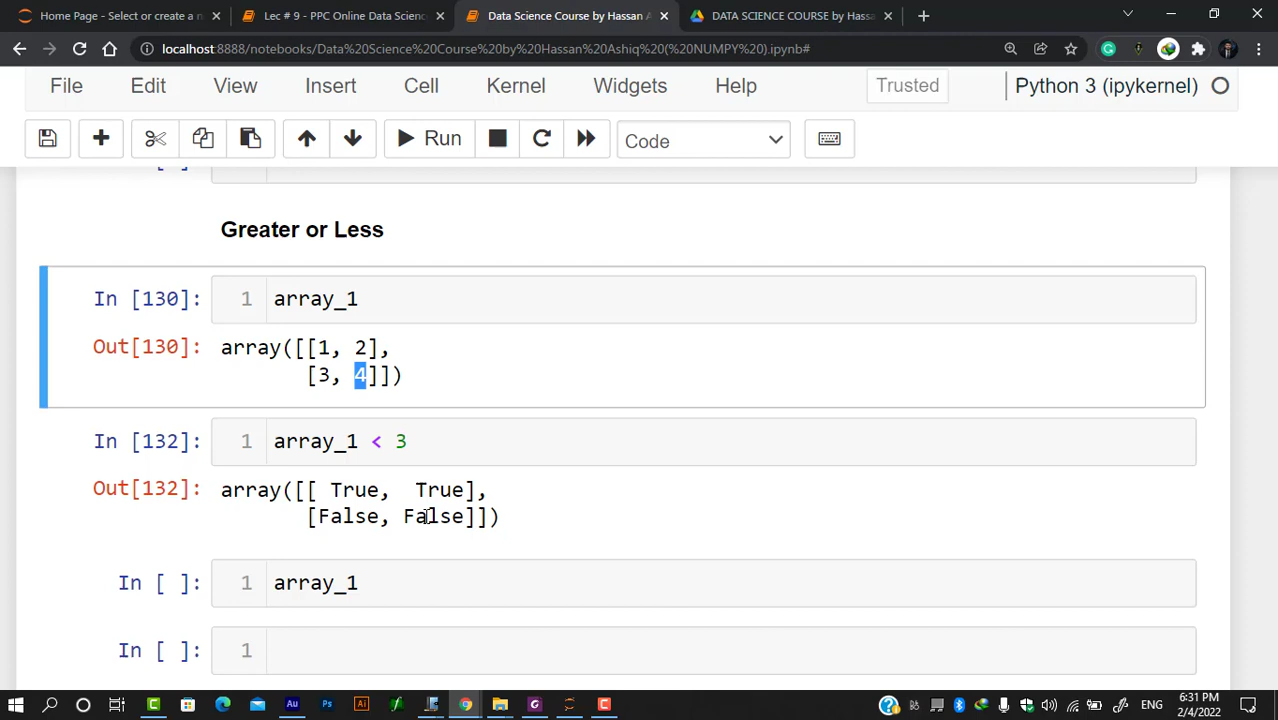 Home Page - Select or create a n
Lec # 9 - PPC Online Data Scienc
Data Science Course by Hassan A
DATA SCIENCE COURSE by Hassa
localhost:8888/notebooks/Data%20Science%20Course%20by%20Hassan%20Ashiq%20(%20NUMPY%20).ipynb#
File Edit View Insert Cell Kernel Widgets Help Trusted Python 3 (ipykernel)
Run Code
Greater or Less
In [130]: 1 array_1
Out[130]: array([[1, 2],
[3, 4]])
In [132]: 1 array_1 < 3
Out[132]: array([[ True,  True],
[False, False]])
In [ ]: 1 array_1
In [ ]: 1
Au Ps Ai ENG
6:31 PM
2/4/2022